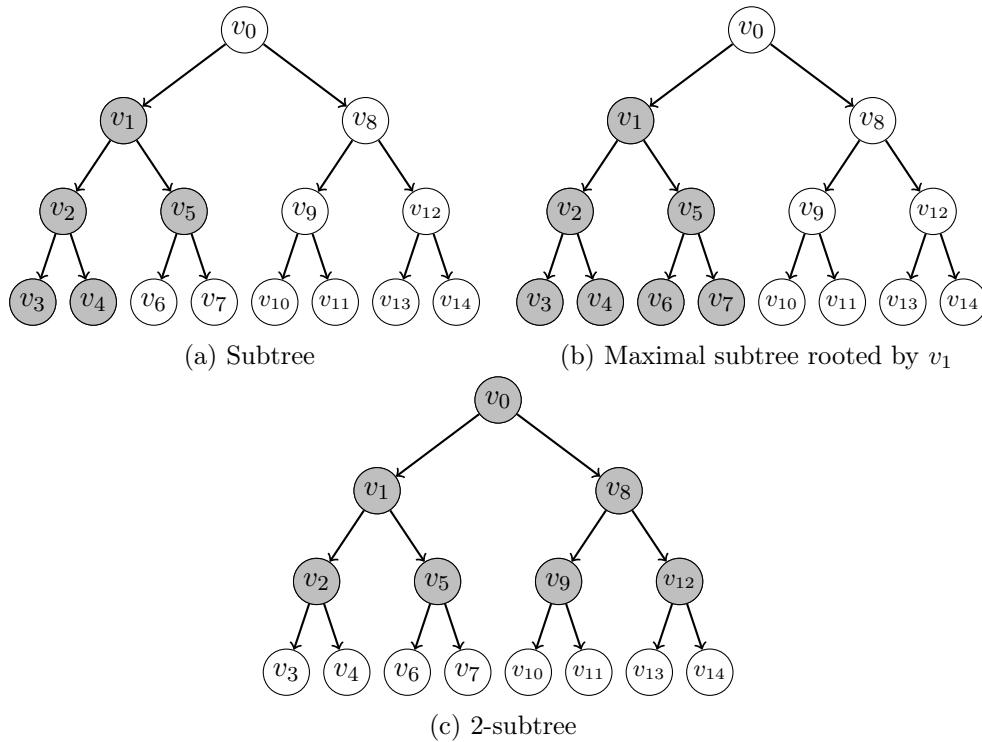 v0 v0
v1 v8 v1 v8
v2 v5 v9 v12 v2 v5 v9 v12
v3 v4 v6 v7 v10 v11 v13 v14 v3 v4 v6 v7 v10 v11 v13 v14
(a) Subtree (b) Maximal subtree rooted by v1
v0
v1 v8
v2 v5 v9 v12
v3 v4 v6 v7 v10 v11 v13 v14
(c) 2-subtree